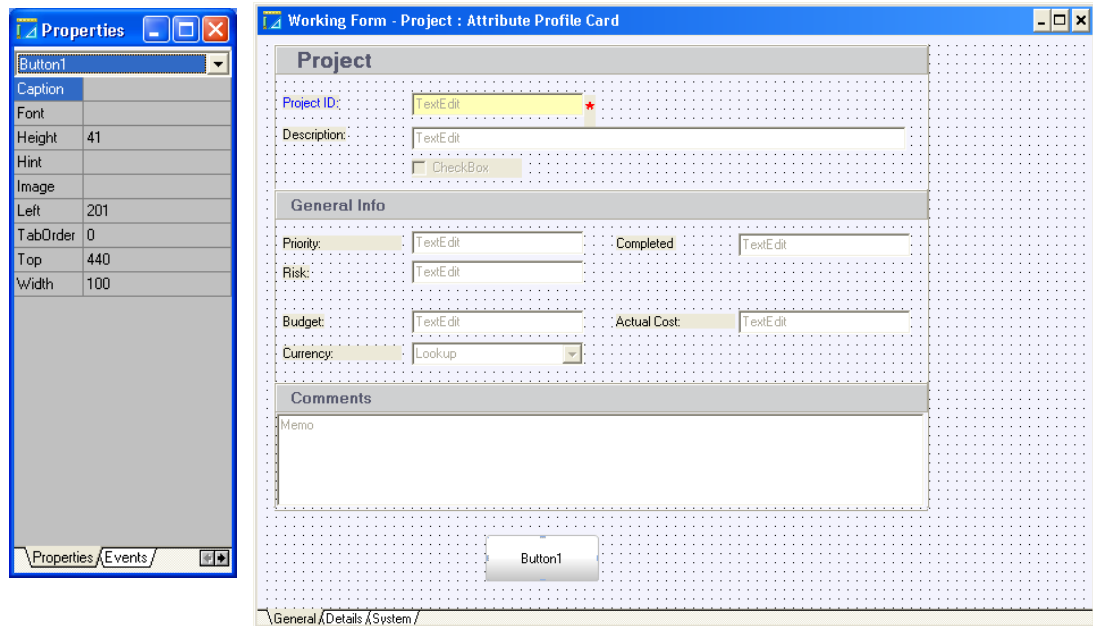 Properties
Button1
Caption
Font
Height 41
Hint
Image
Left 201
TabOrder 0
Top 440
Width 100
Properties Events
Working Form - Project : Attribute Profile Card
Project
Project ID: TextEdit *
Description: TextEdit
CheckBox
General Info
Priority: TextEdit Completed TextEdit
Risk: TextEdit
Budget: TextEdit Actual Cost: TextEdit
Currency: Lookup
Comments
Memo
Button1
General Details System